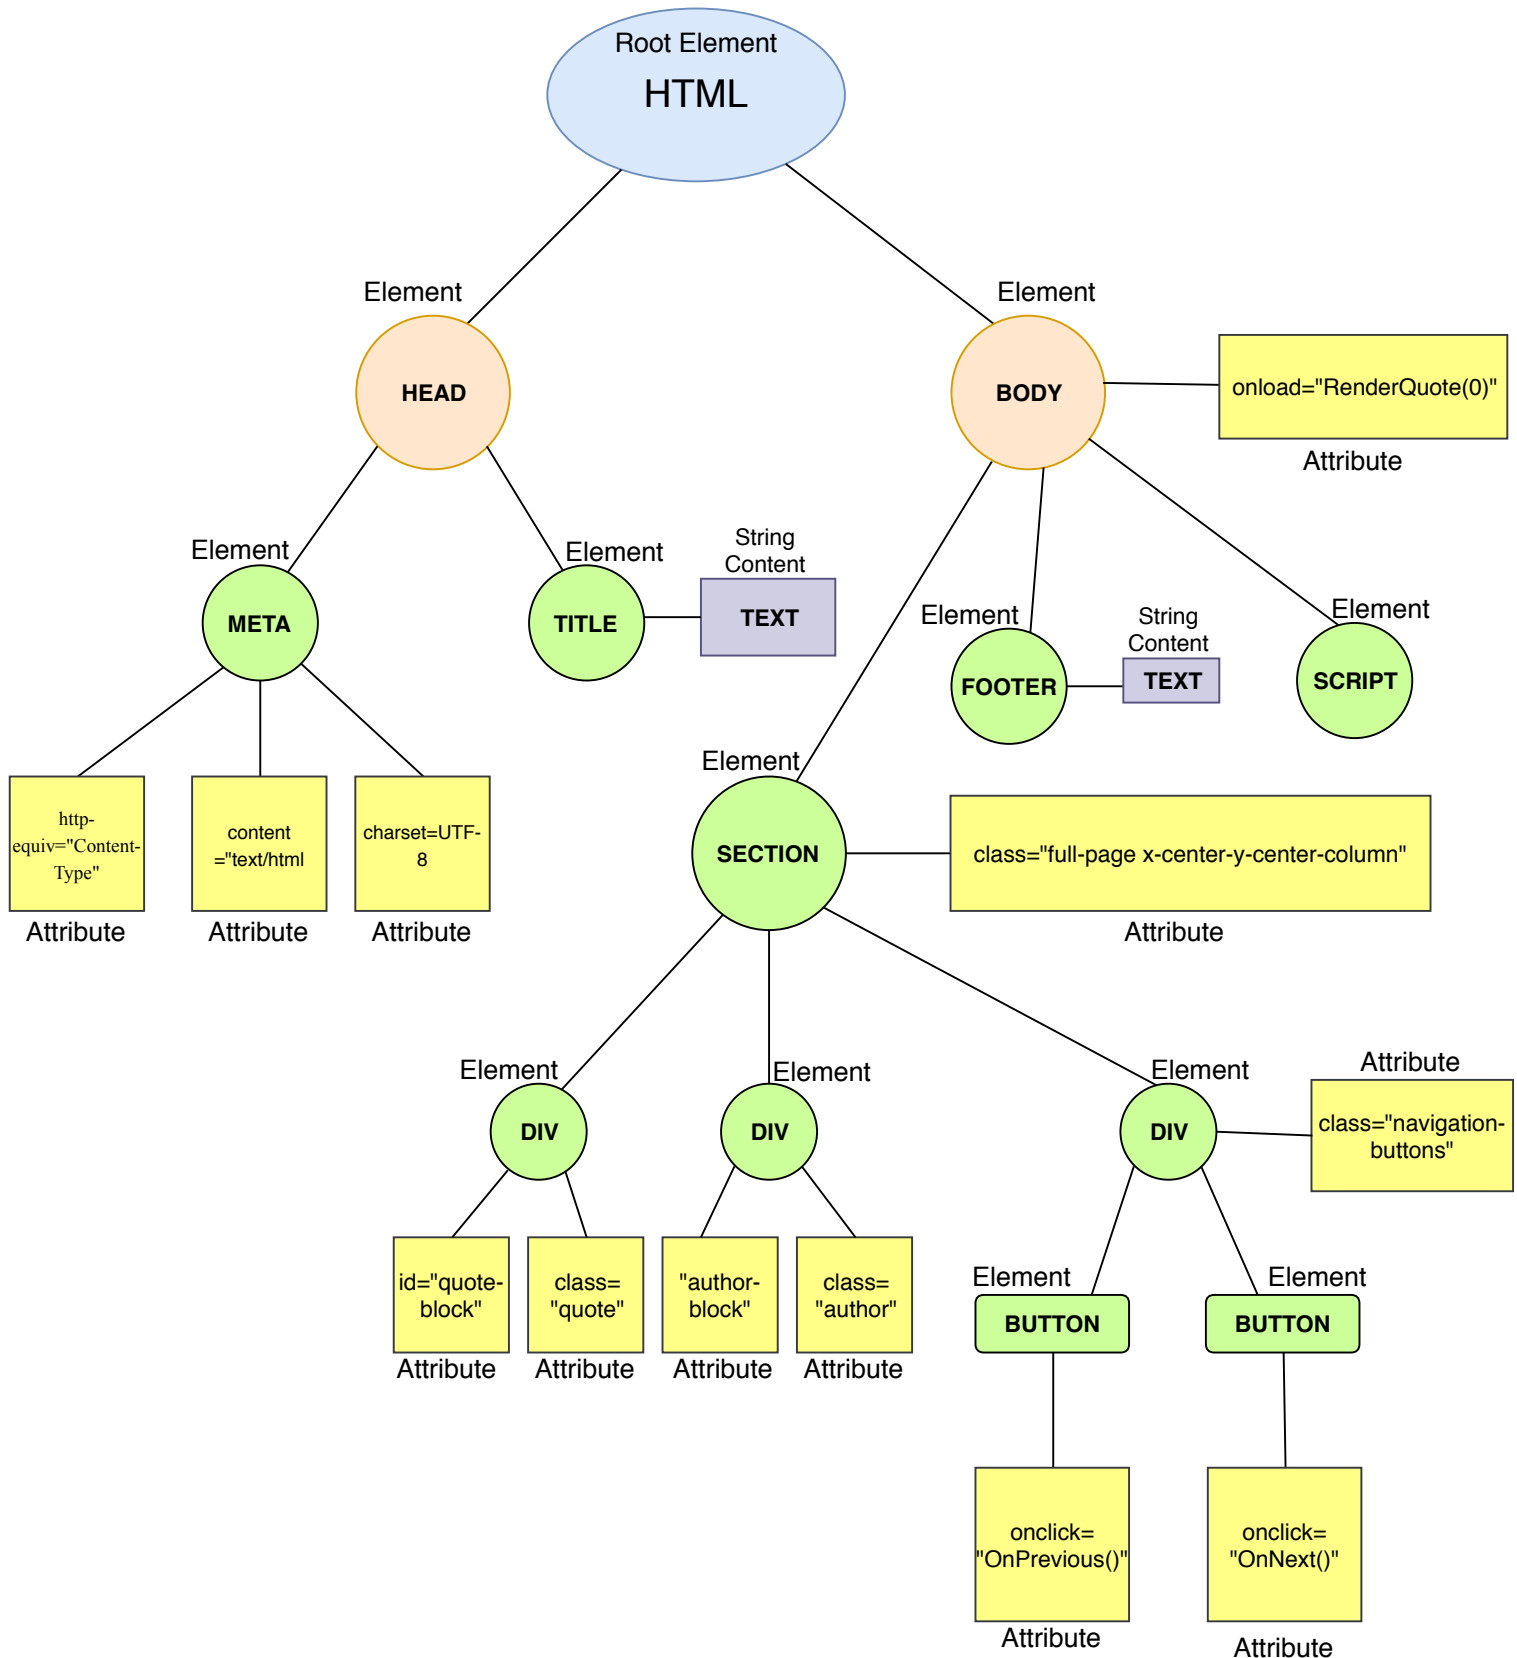 Root Element
HTML
Element
Element
HEAD
BODY
onload="RenderQuote(0)"
Attribute
Element
Element
String
Content
META
TITLE
TEXT
Element
String
Content
Element
FOOTER
TEXT
SCRIPT
http-
equiv="Content-
Type"
Attribute
content
="text/html
Attribute
charset=UTF-
8
Attribute
Element
SECTION
class="full-page x-center-y-center-column"
Attribute
Element
Element
Element
Attribute
DIV
DIV
DIV
class="navigation-
buttons"
id="quote-
block"
Attribute
class=
"quote"
Attribute
"author-
block"
Attribute
class=
"author"
Attribute
Element
Element
BUTTON
BUTTON
onclick=
"OnPrevious()"
Attribute
onclick=
"OnNext()"
Attribute